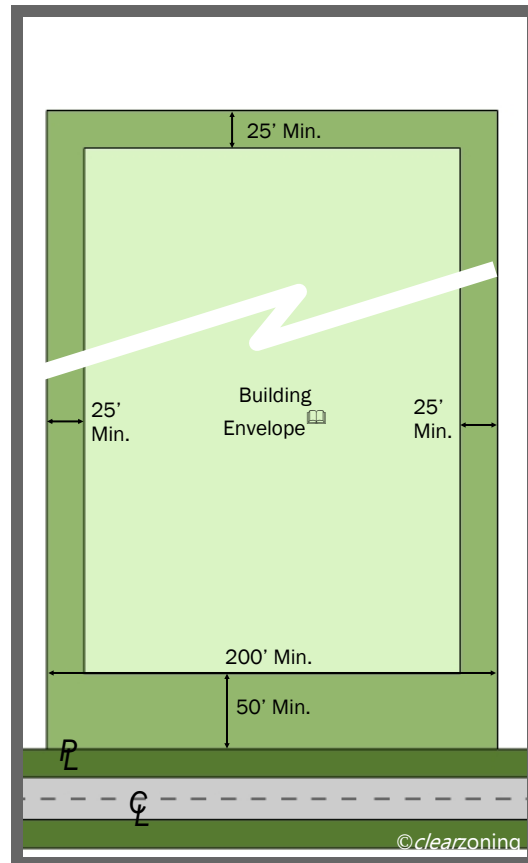 25' Min.
Building
Envelope
25'
Min.
25'
Min.
200' Min.
50' Min.
PL
CL
©clearzoning